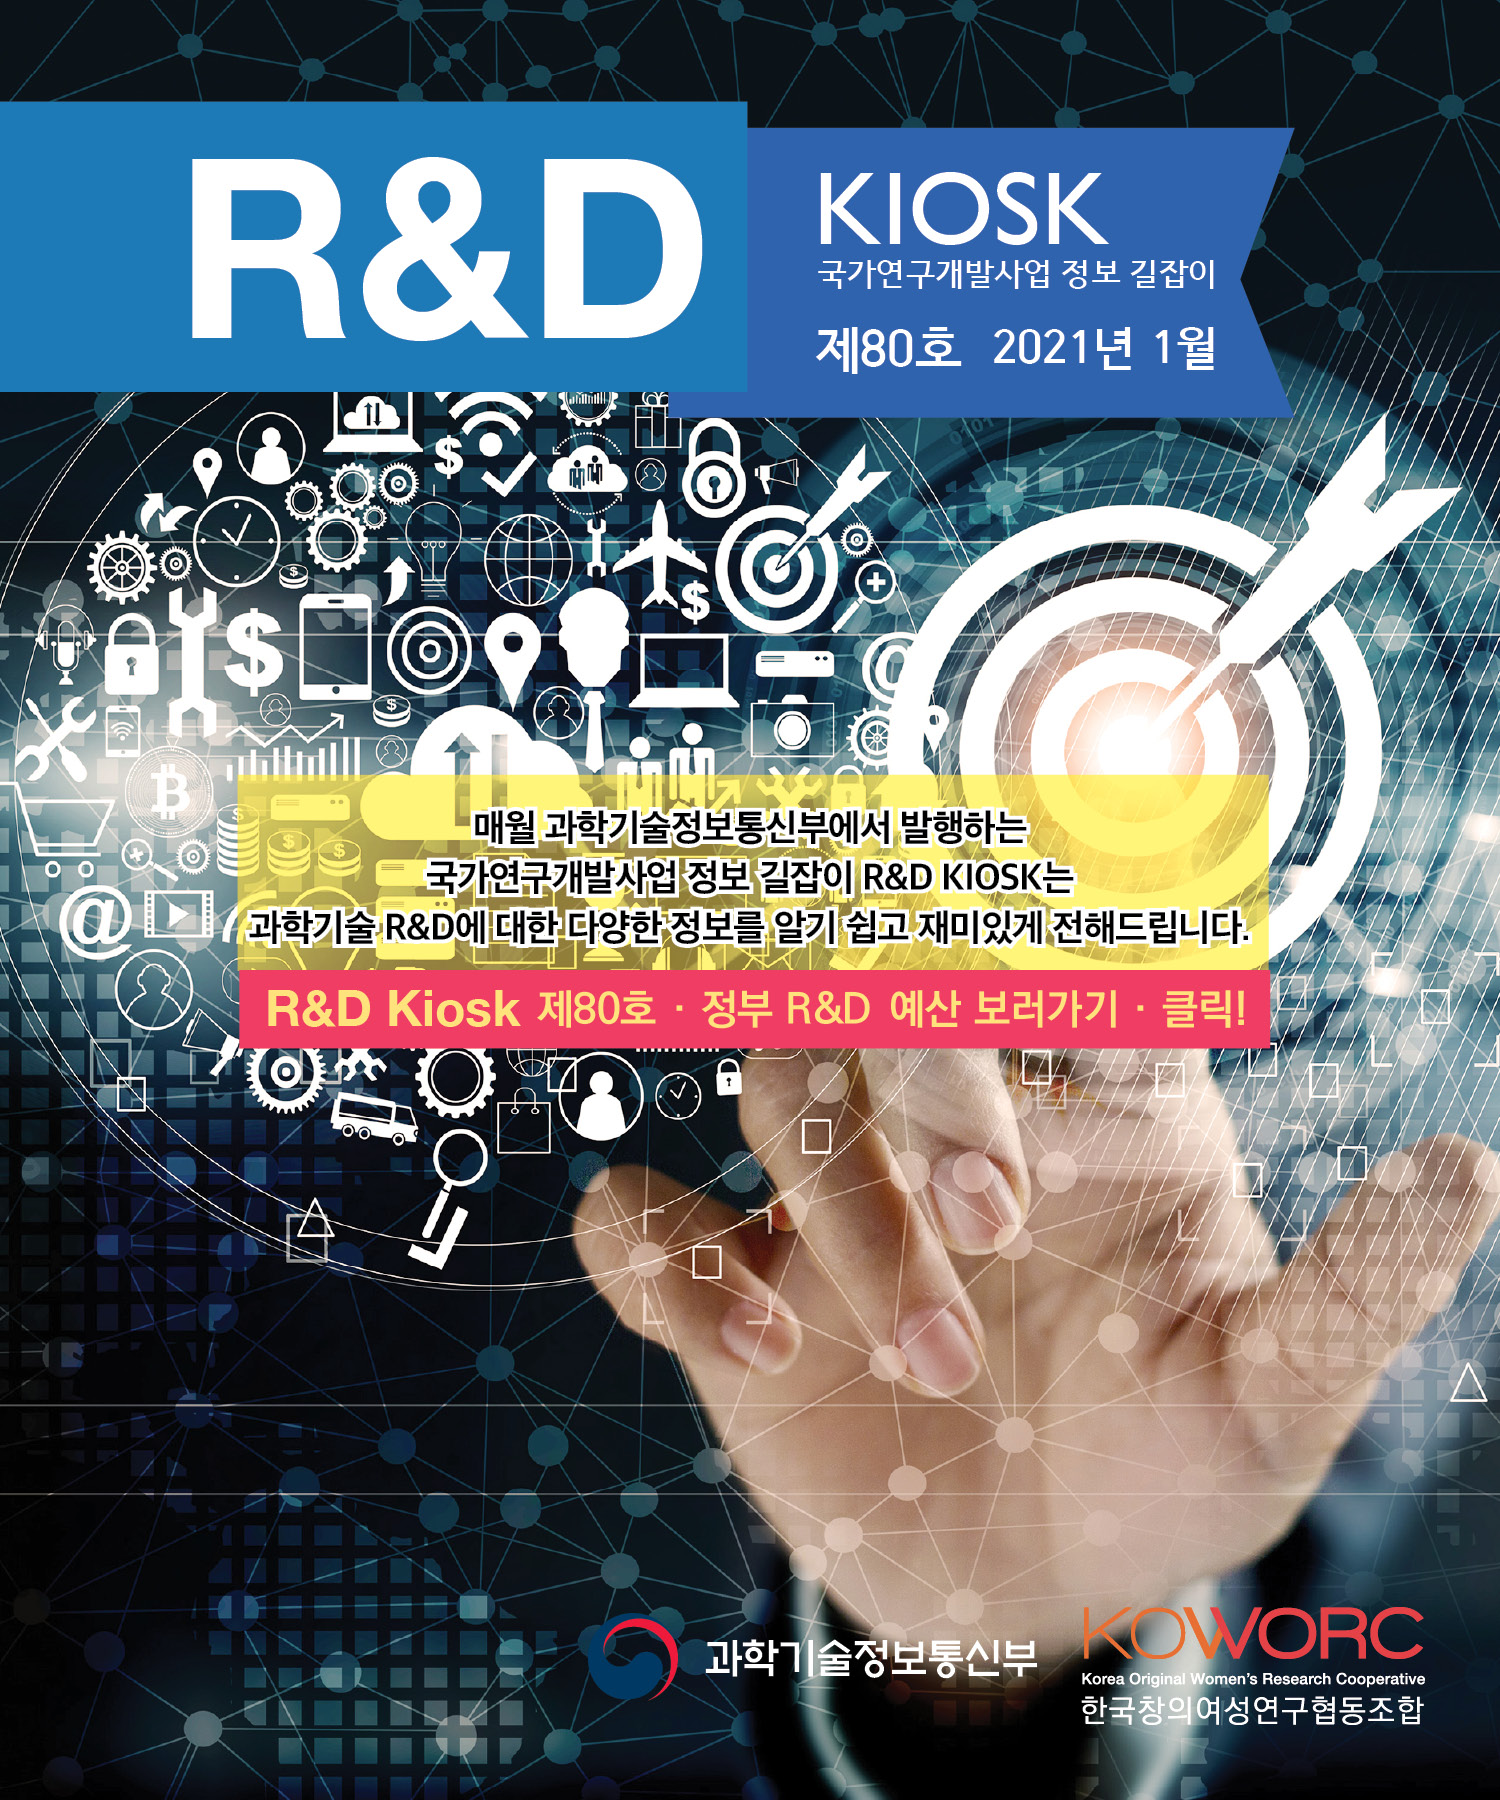 R&D
KIOSK
국가연구개발사업 정보 길잡이
제80호 2021년 1월
매월 과학기술정보통신부에서 발행하는
국가연구개발사업 정보 길잡이 R&D KIOSK는
과학기술 R&D에 대한 다양한 정보를 알기 쉽고 재미있게 전해드립니다.
R&D Kiosk 제80호 · 정부 R&D 예산 보러가기 · 클릭!
과학기술정보통신부
KOWORC
Korea Original Women's Research Cooperative
한국창의여성연구협동조합